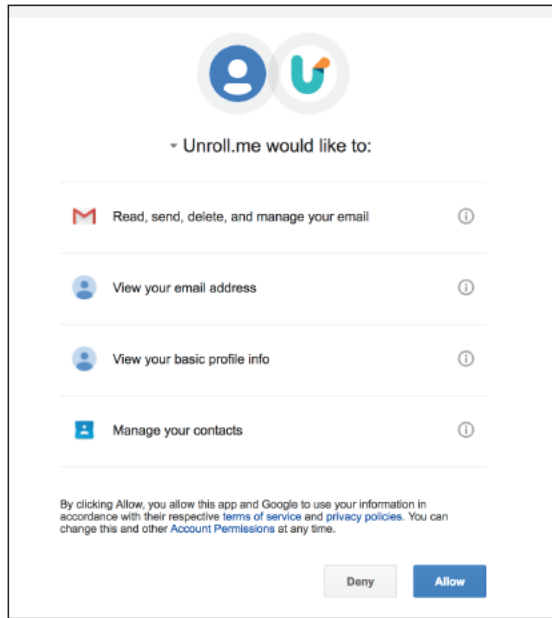 Unroll.me would like to:
Read, send, delete, and manage your email
View your email address
View your basic profile info
Manage your contacts
By clicking Allow, you allow this app and Google to use your information in
accordance with their respective terms of service and privacy policies. You can
change this and other Account Permissions at any time.
Deny Allow